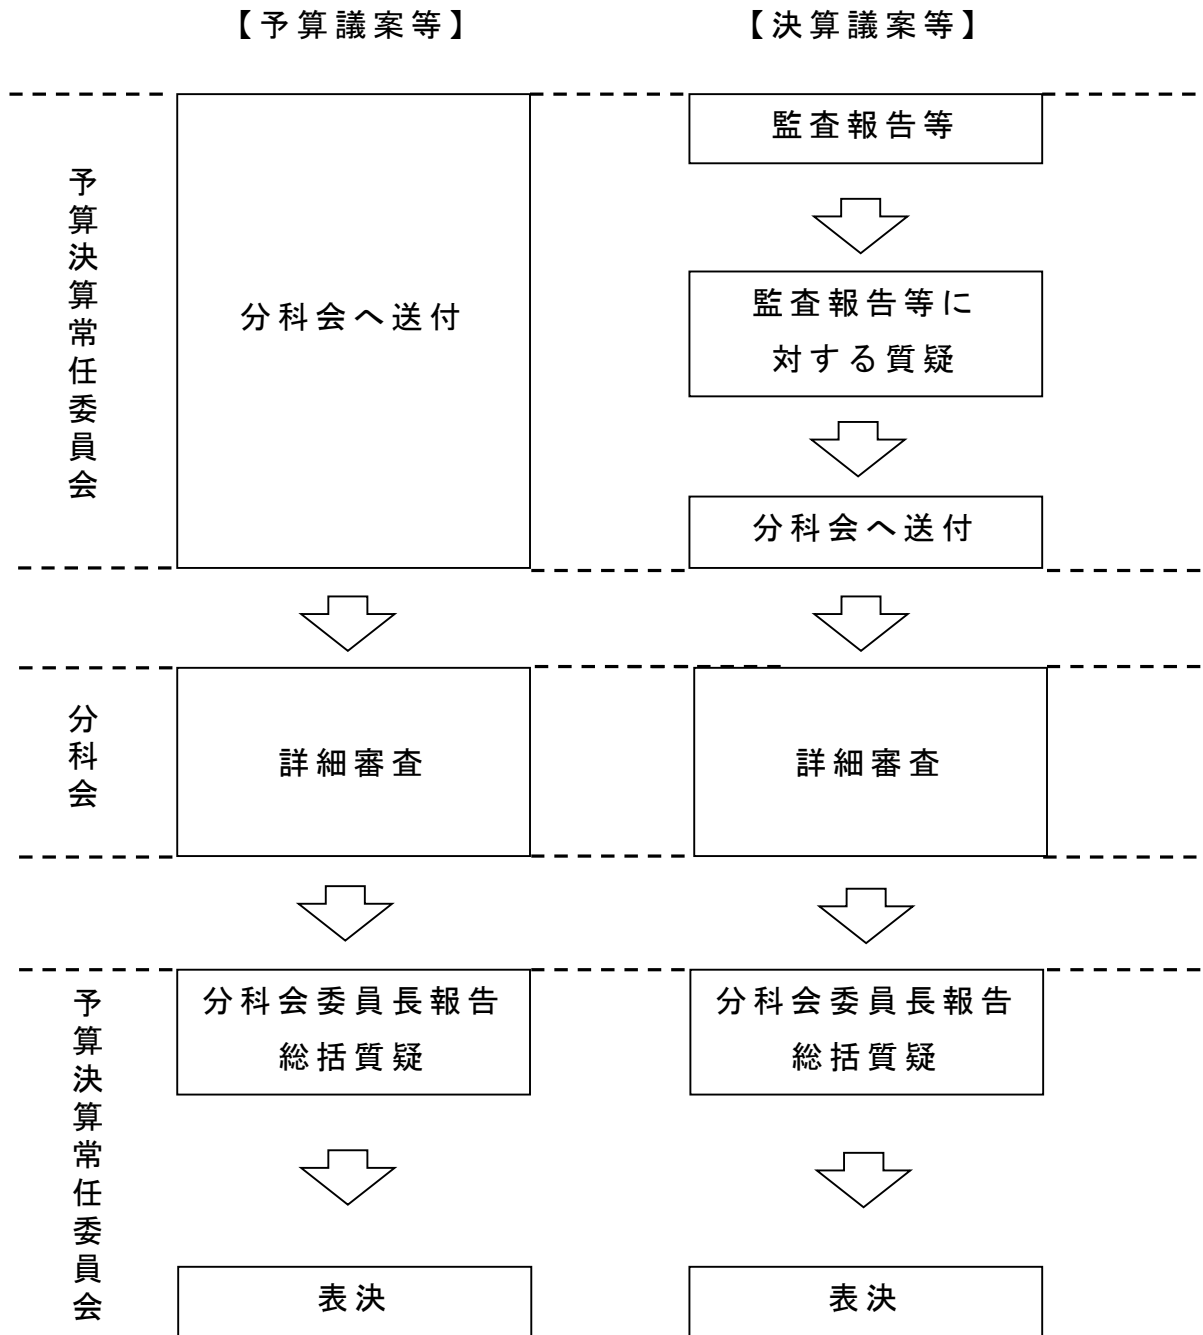 【予算議案等】
【決算議案等】
予算決算常任委員会
分科会へ送付
監査報告等
監査報告等に
対する質疑
分科会へ送付
分科会
詳細審査
詳細審査
予算決算常任委員会
分科会委員長報告
総括質疑
分科会委員長報告
総括質疑
表決
表決